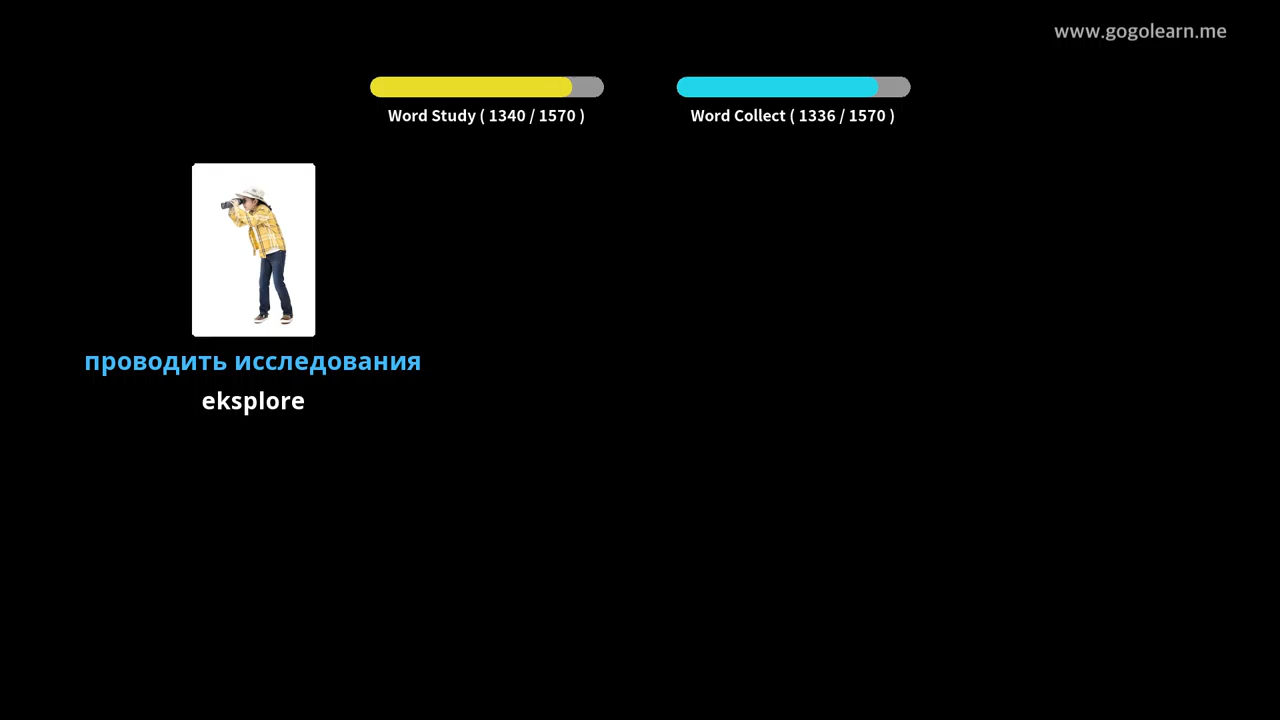 www.gogolearn.me
Word Study ( 1340 / 1570 )
Word Collect ( 1336 / 1570 )
проводить исследования
eksplore